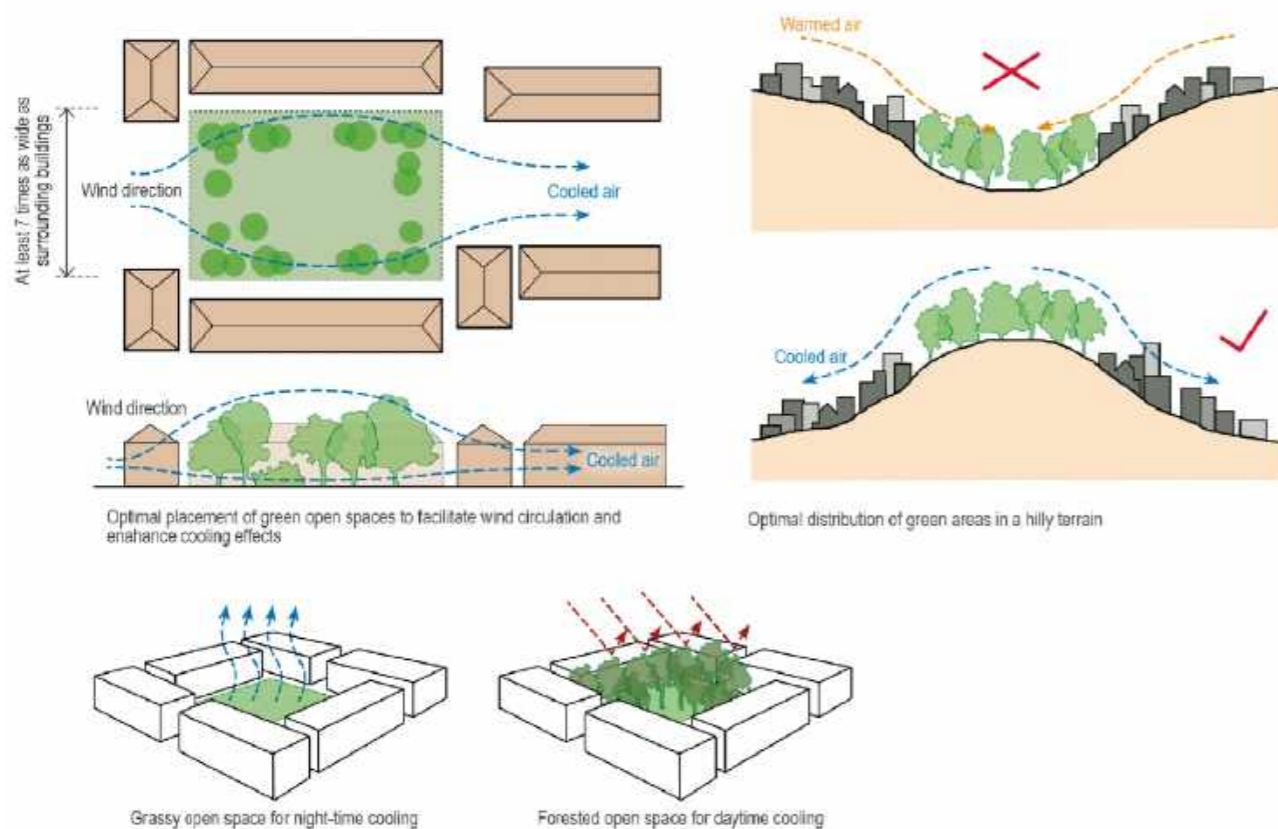 At least 7 times as wide as
surrounding buildings
Wind direction
Cooled air
Wind direction
Cooled air
Optimal placement of green open spaces to facilitate wind circulation and
enahance cooling effects
Warmed air
Cooled air
Optimal distribution of green areas in a hilly terrain
Grassy open space for night-time cooling
Forested open space for daytime cooling